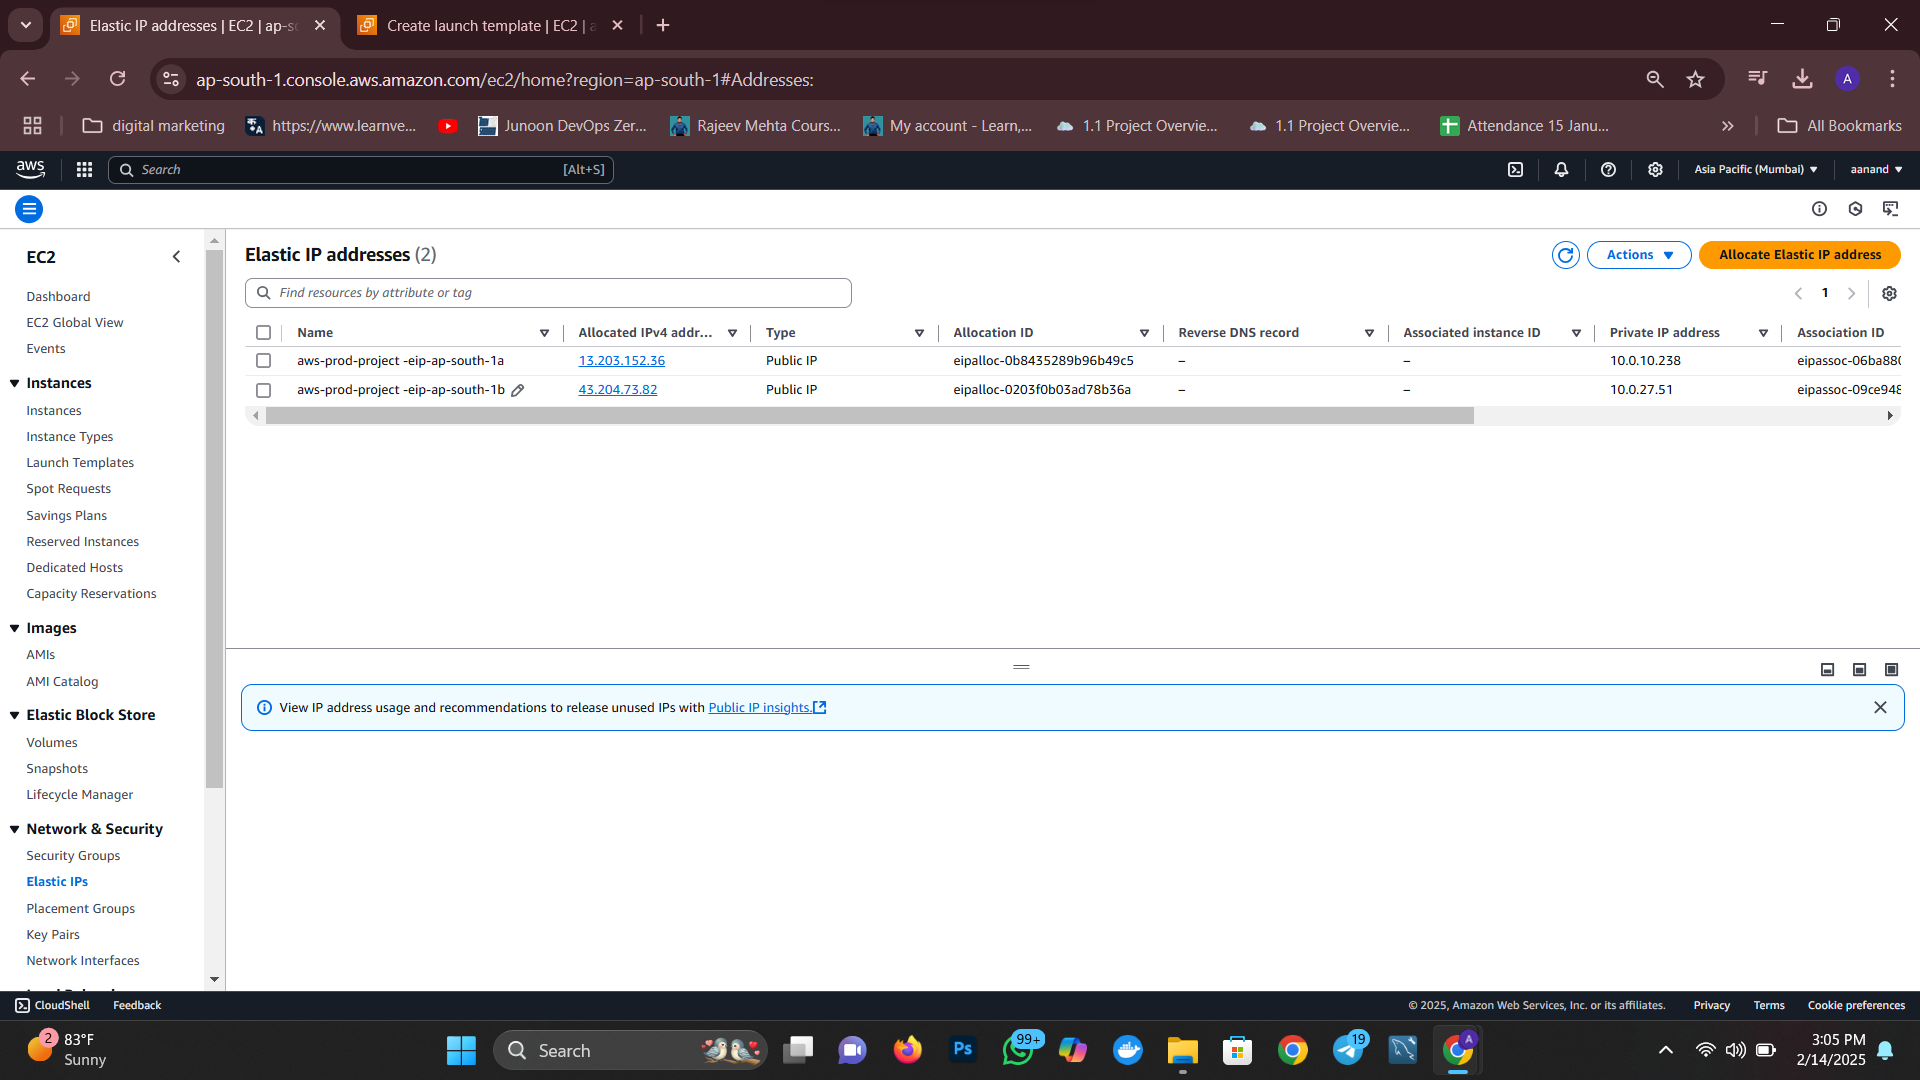 Elastic IP addresses | EC2 | ap-s
Create launch template | EC2 | a
ap-south-1.console.aws.amazon.com/ec2/home?region=ap-south-1#Addresses:
A
digital marketing
https://www.learnve...
Junoon DevOps Zer...
Rajeev Mehta Cours...
My account - Learn,...
1.1 Project Overvie...
1.1 Project Overvie...
Attendance 15 Janu...
All Bookmarks
aws
Search
[Alt+S]
Asia Pacific (Mumbai)
aanand
EC2
Dashboard
EC2 Global View
Events
Instances
Instances
Instance Types
Launch Templates
Spot Requests
Savings Plans
Reserved Instances
Dedicated Hosts
Capacity Reservations
Images
AMIs
AMI Catalog
Elastic Block Store
Volumes
Snapshots
Lifecycle Manager
Network & Security
Security Groups
Elastic IPs
Placement Groups
Key Pairs
Network Interfaces
Elastic IP addresses (2)
Actions
Allocate Elastic IP address
Find resources by attribute or tag
1
Name Allocated IPv4 addr... Type Allocation ID Reverse DNS record Associated instance ID Private IP address Association ID
aws-prod-project -eip-ap-south-1a 13.203.152.36 Public IP eipalloc-0b8435289b96b49c5 – – 10.0.10.238 eipassoc-06ba880
aws-prod-project -eip-ap-south-1b 43.204.73.82 Public IP eipalloc-0203f0b03ad78b36a – – 10.0.27.51 eipassoc-09ce948
View IP address usage and recommendations to release unused IPs with Public IP insights.
CloudShell Feedback
© 2025, Amazon Web Services, Inc. or its affiliates. Privacy Terms Cookie preferences
2
83°F
Sunny
Search
Ps
99+
19
A
3:05 PM
2/14/2025